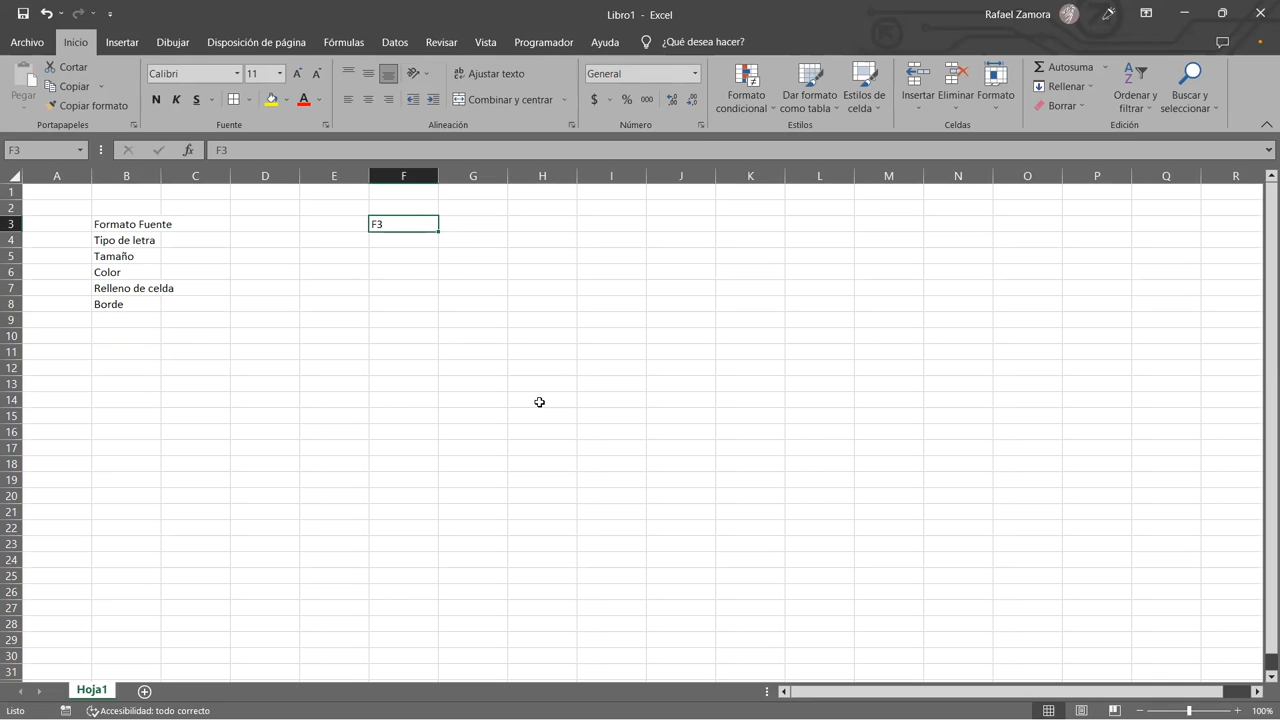 Libro1 - Excel
Rafael Zamora
Archivo Inicio Insertar Dibujar Disposición de página Fórmulas Datos Revisar Vista Programador Ayuda ¿Qué desea hacer?
Pegar
Cortar
Copiar
Copiar formato
Portapapeles
Calibri 11
N K S
Fuente
Ajustar texto
Combinar y centrar
Alineación
General
$ % 000
Número
Formato condicional
Dar formato como tabla
Estilos de celda
Estilos
Insertar Eliminar Formato
Celdas
Autosuma
Rellenar
Borrar
Ordenar y filtrar
Buscar y seleccionar
Edición
F3 fx F3
A B C D E F G H I J K L M N O P Q R
1
2
3 Formato Fuente F3
4 Tipo de letra
5 Tamaño
6 Color
7 Relleno de celda
8 Borde
9
10
11
12
13
14
15
16
17
18
19
20
21
22
23
24
25
26
27
28
29
30
31
Hoja1
Listo Accesibilidad: todo correcto 100%